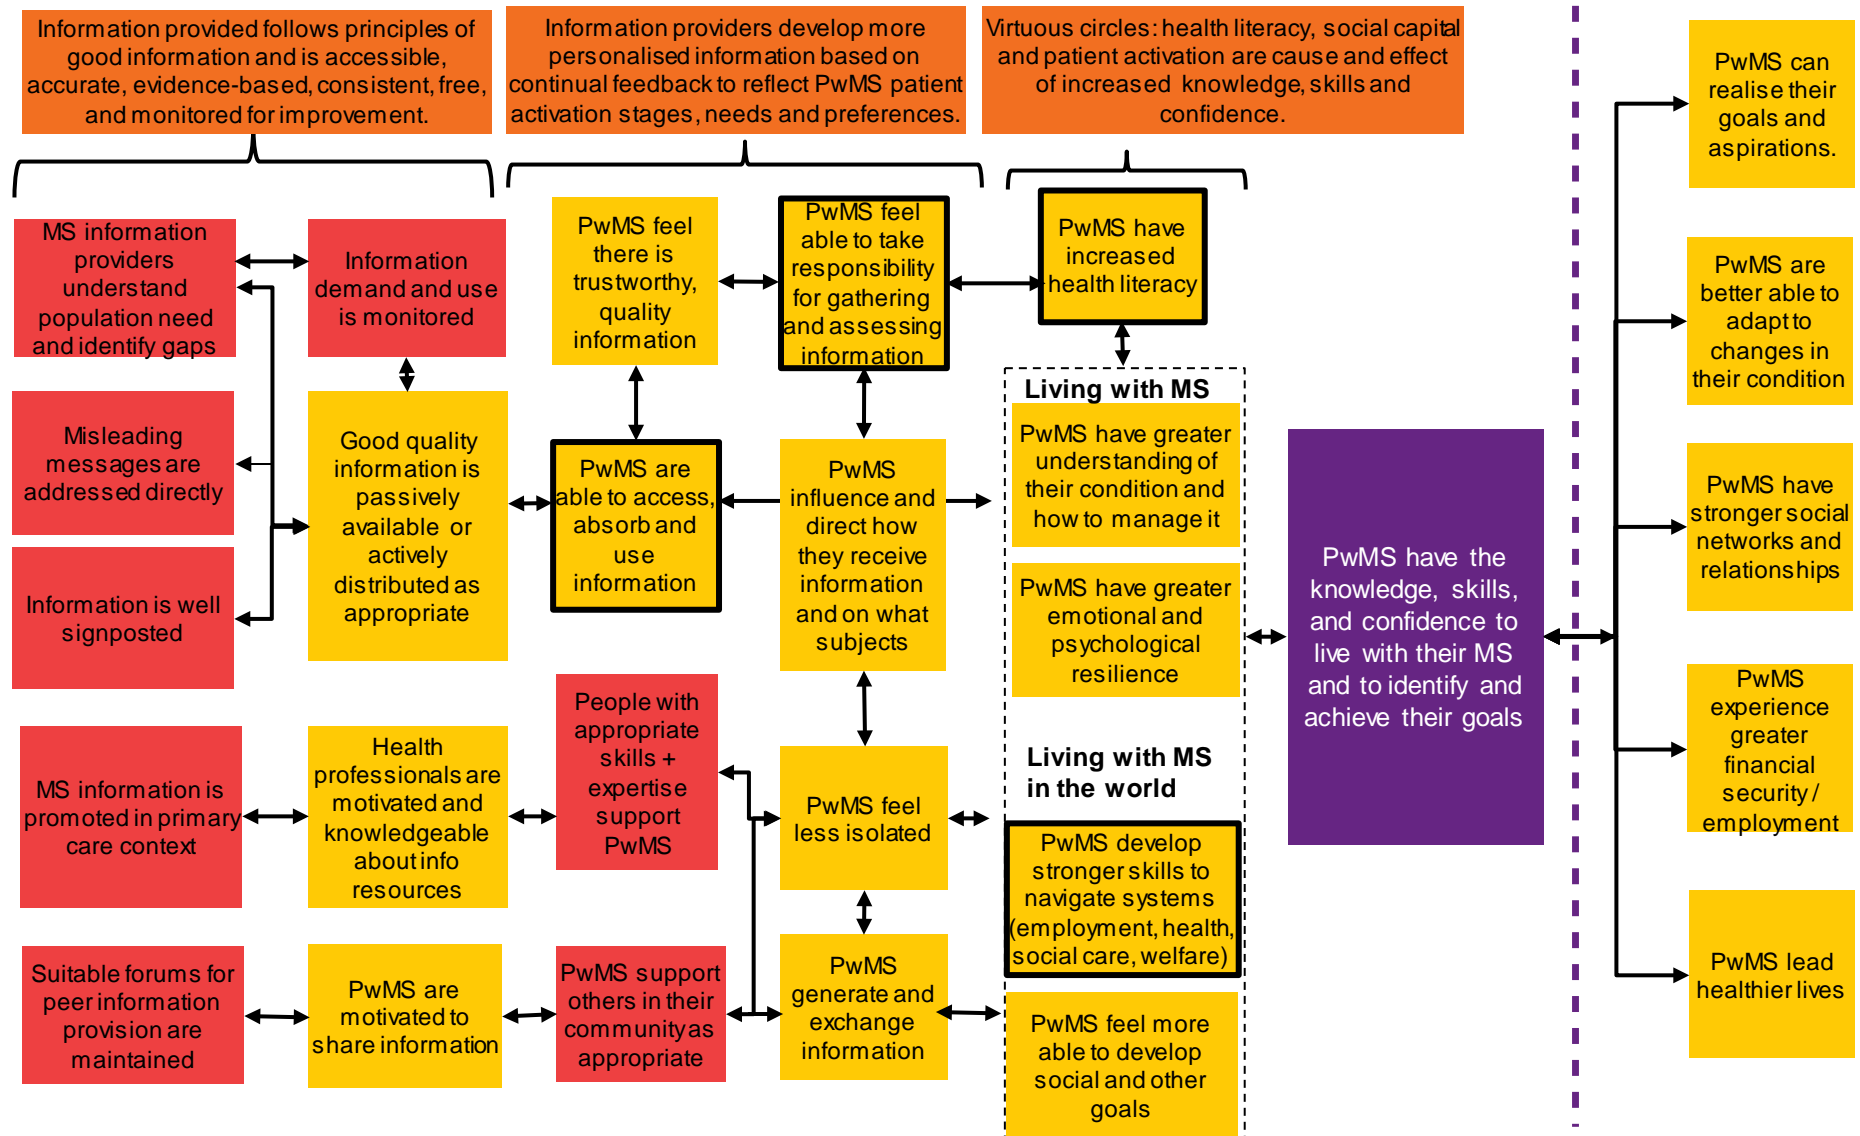 Information provided follows principles of
good information and is accessible,
accurate, evidence-based, consistent, free,
and monitored for improvement.
Information providers develop more
personalised information based on
continual feedback to reflect PwMS patient
activation stages, needs and preferences.
Virtuous circles: health literacy, social capital
and patient activation are cause and effect
of increased knowledge, skills and
confidence.
MS information
providers
understand
population need
and identify gaps
Information
demand and use
is monitored
Misleading
messages are
addressed directly
Information is well
signposted
Good quality
information is
passively
available or
actively
distributed as
appropriate
MS information is
promoted in primary
care context
Health
professionals are
motivated and
knowledgeable
about info
resources
Suitable forums for
peer information
provision are
maintained
PwMS are
motivated to
share information
PwMS feel
there is
trustworthy,
quality
information
PwMS are
able to access,
absorb and
use
information
People with
appropriate
skills +
expertise
support
PwMS
PwMS support
others in their
community as
appropriate
PwMS feel
able to take
responsibility
for gathering
and assessing
information
PwMS
influence and
direct how
they receive
information
and on what
subjects
PwMS feel
less isolated
PwMS
generate and
exchange
information
PwMS have
increased
health literacy
Living with MS
PwMS have greater
understanding of
their condition and
how to manage it
PwMS have greater
emotional and
psychological
resilience
Living with MS
in the world
PwMS develop
stronger skills to
navigate systems
(employment, health,
social care, welfare)
PwMS feel more
able to develop
social and other
goals
PwMS have the
knowledge, skills,
and confidence to
live with their MS
and to identify and
achieve their goals
PwMS can
realise their
goals and
aspirations.
PwMS are
better able to
adapt to
changes in
their condition
PwMS have
stronger social
networks and
relationships
PwMS
experience
greater
financial
security /
employment
PwMS lead
healthier lives